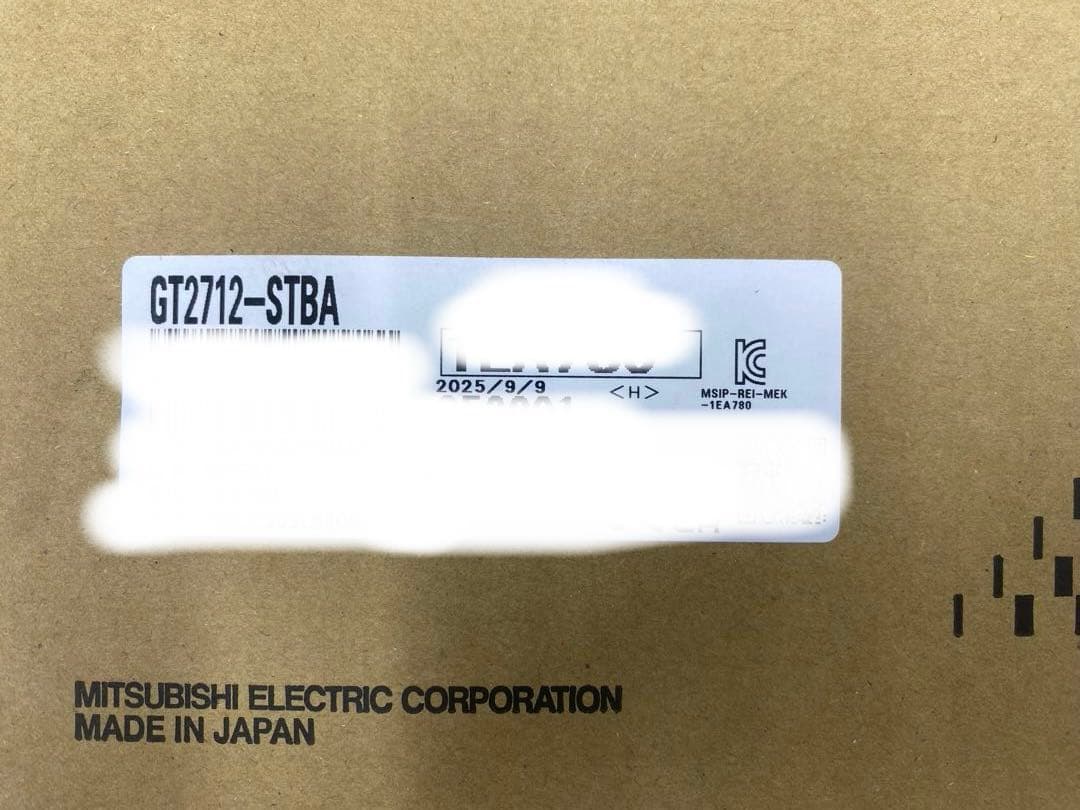 GT2712-STBA
2025/9/9
<H>
MSIP-REI-MEK
-1EA780
MITSUBISHI ELECTRIC CORPORATION
MADE IN JAPAN